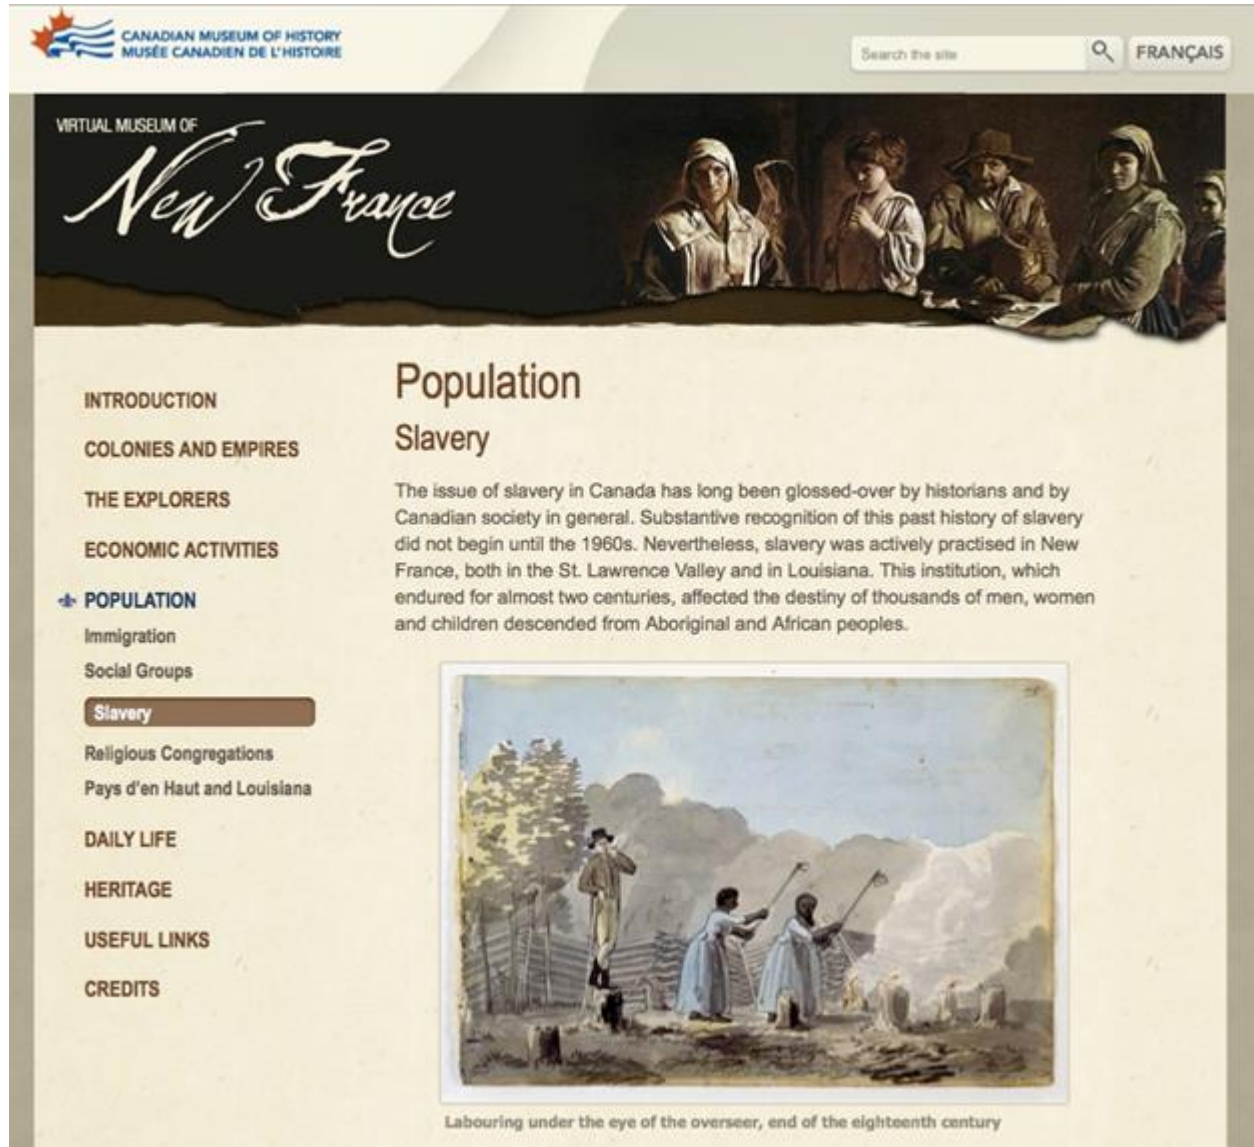 CANADIAN MUSEUM OF HISTORY
MUSÉE CANADIEN DE L'HISTOIRE
Search the site
FRANÇAIS
VIRTUAL MUSEUM OF
New France
INTRODUCTION
COLONIES AND EMPIRES
THE EXPLORERS
ECONOMIC ACTIVITIES
POPULATION
Immigration
Social Groups
Slavery
Religious Congregations
Pays d'en Haut and Louisiana
DAILY LIFE
HERITAGE
USEFUL LINKS
CREDITS
Population
Slavery
The issue of slavery in Canada has long been glossed-over by historians and by
Canadian society in general. Substantive recognition of this past history of slavery
did not begin until the 1960s. Nevertheless, slavery was actively practised in New
France, both in the St. Lawrence Valley and in Louisiana. This institution, which
endured for almost two centuries, affected the destiny of thousands of men, women
and children descended from Aboriginal and African peoples.
Labouring under the eye of the overseer, end of the eighteenth century